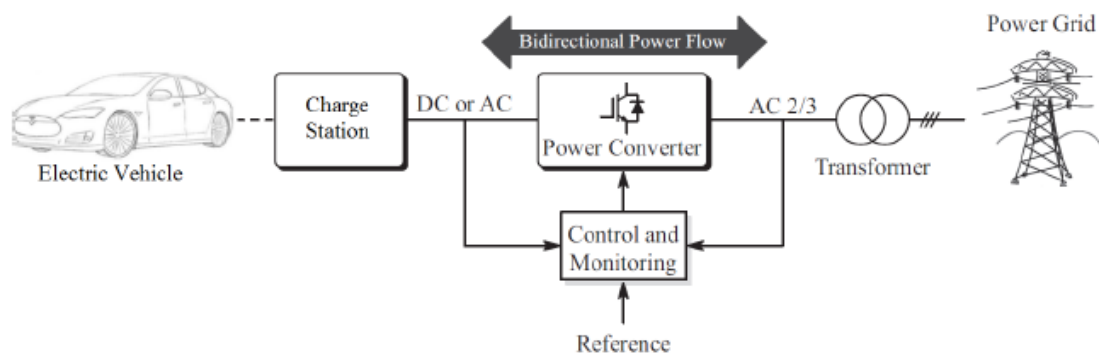 Power Grid
Bidirectional Power Flow
Charge
Station
DC or AC
Power Converter
AC 2/3
Transformer
Electric Vehicle
Control and
Monitoring
Reference